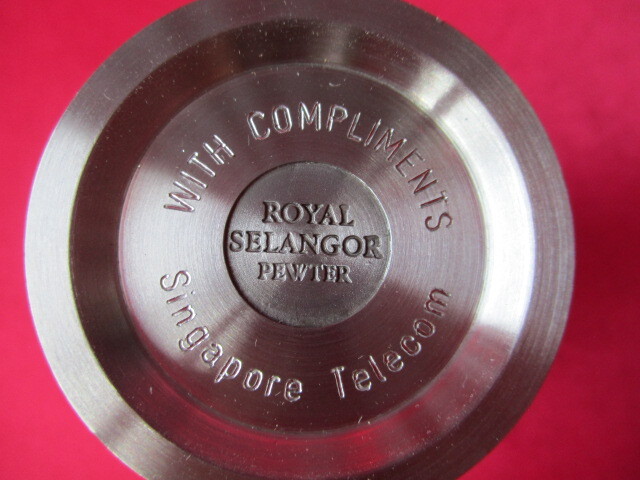 WITH COMPLIMENTS
ROYAL
SELANGOR
PEWTER
Singapore Telecom